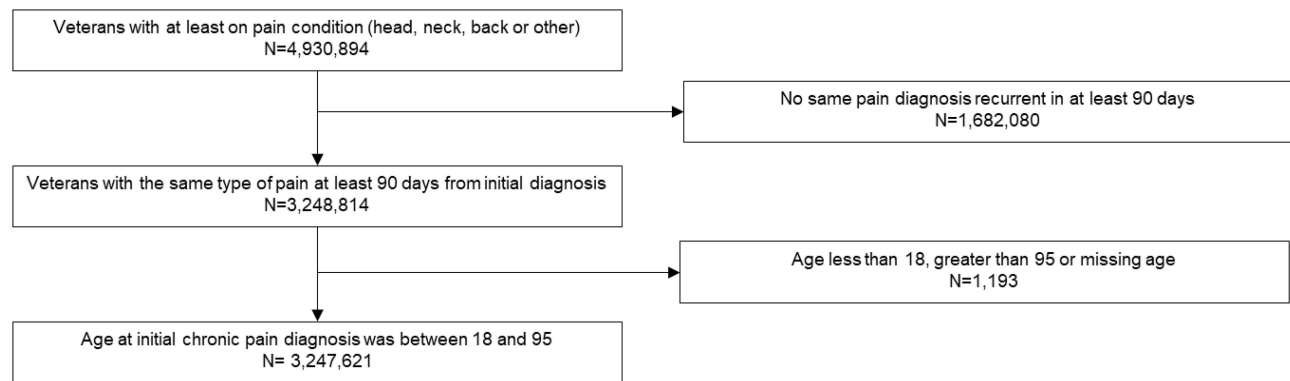 Veterans with at least on pain condition (head, neck, back or other)
N=4,930,894
No same pain diagnosis recurrent in at least 90 days
N=1,682,080
Veterans with the same type of pain at least 90 days from initial diagnosis
N=3,248,814
Age less than 18, greater than 95 or missing age
N=1,193
Age at initial chronic pain diagnosis was between 18 and 95
N= 3,247,621